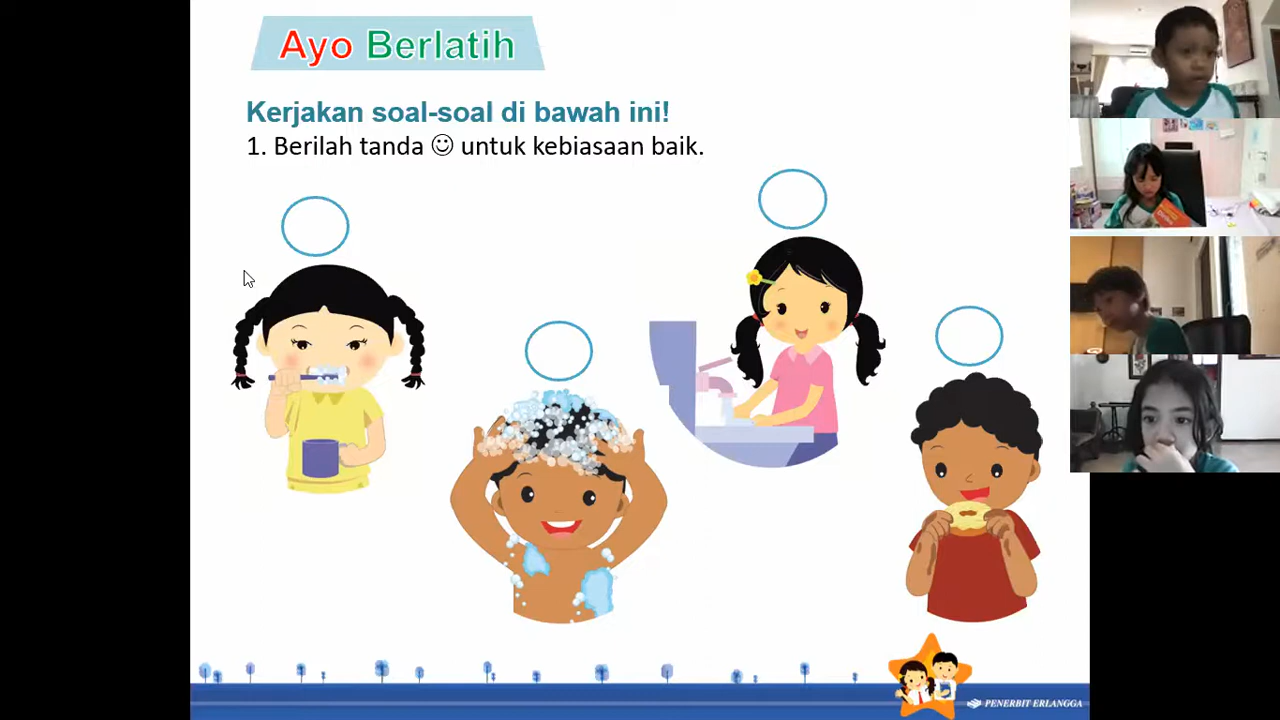 Ayo Berlatih
Kerjakan soal-soal di bawah ini!
1. Berilah tanda ☺ untuk kebiasaan baik.
PENERBIT ERLANGGA